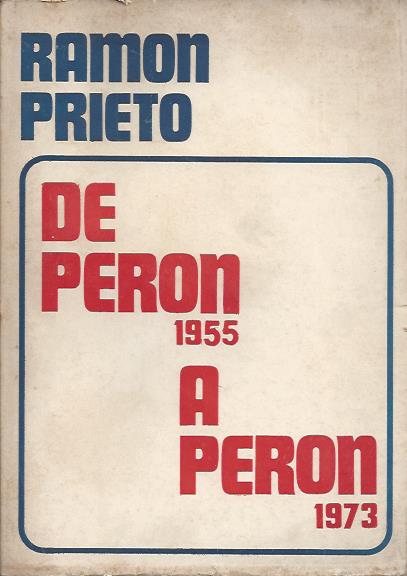 RAMON
PRIETO
DE
PERON
1955
A
PERON
1973